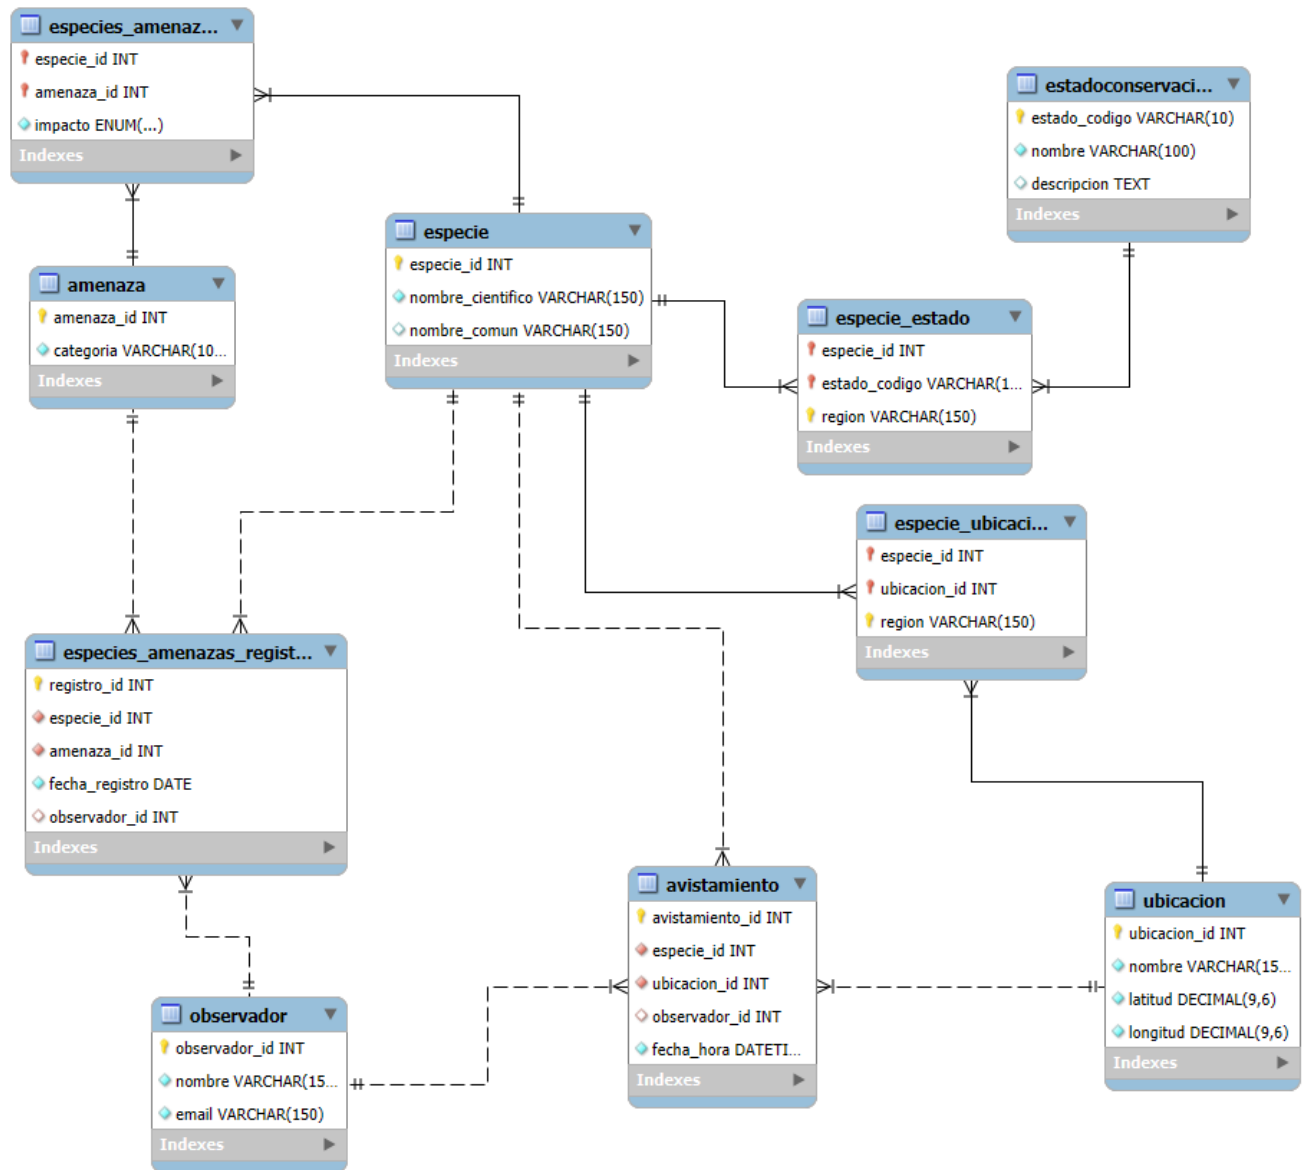 especies_amenaz...
especie_id INT
amenaza_id INT
impacto ENUM(...)
Indexes
estadoconservaci...
estado_codigo VARCHAR(10)
nombre VARCHAR(100)
descripcion TEXT
Indexes
especie
especie_id INT
nombre_cientifico VARCHAR(150)
nombre_comun VARCHAR(150)
Indexes
amenaza
amenaza_id INT
categoria VARCHAR(10...
Indexes
especie_estado
especie_id INT
estado_codigo VARCHAR(1...
region VARCHAR(150)
Indexes
especie_ubicaci...
especie_id INT
ubicacion_id INT
region VARCHAR(150)
Indexes
especies_amenazas_regist...
registro_id INT
especie_id INT
amenaza_id INT
fecha_registro DATE
observador_id INT
Indexes
avistamiento
avistamiento_id INT
especie_id INT
ubicacion_id INT
observador_id INT
fecha_hora DATETI...
Indexes
ubicacion
ubicacion_id INT
nombre VARCHAR(15...
latitud DECIMAL(9,6)
longitud DECIMAL(9,6)
Indexes
observador
observador_id INT
nombre VARCHAR(15...
email VARCHAR(150)
Indexes